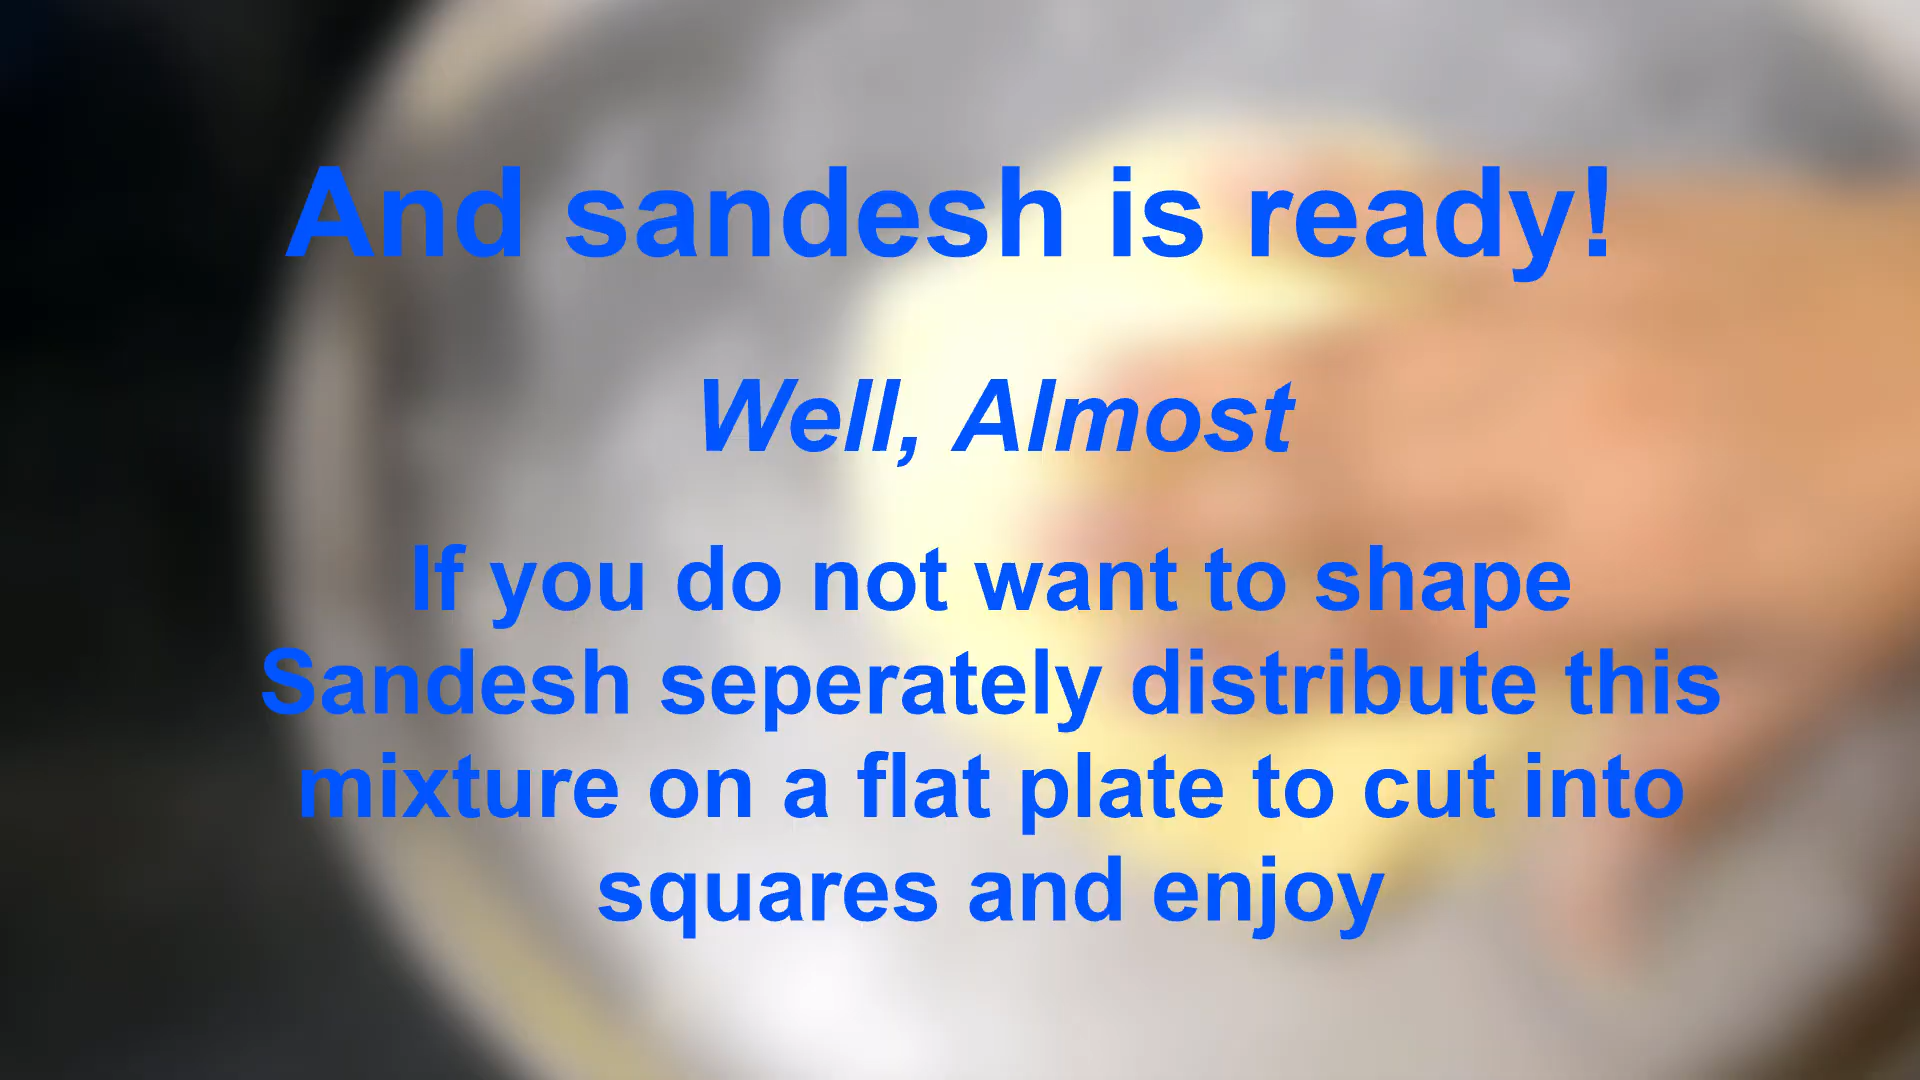 And sandesh is ready!
Well, Almost
If you do not want to shape
Sandesh seperately distribute this
mixture on a flat plate to cut into
squares and enjoy